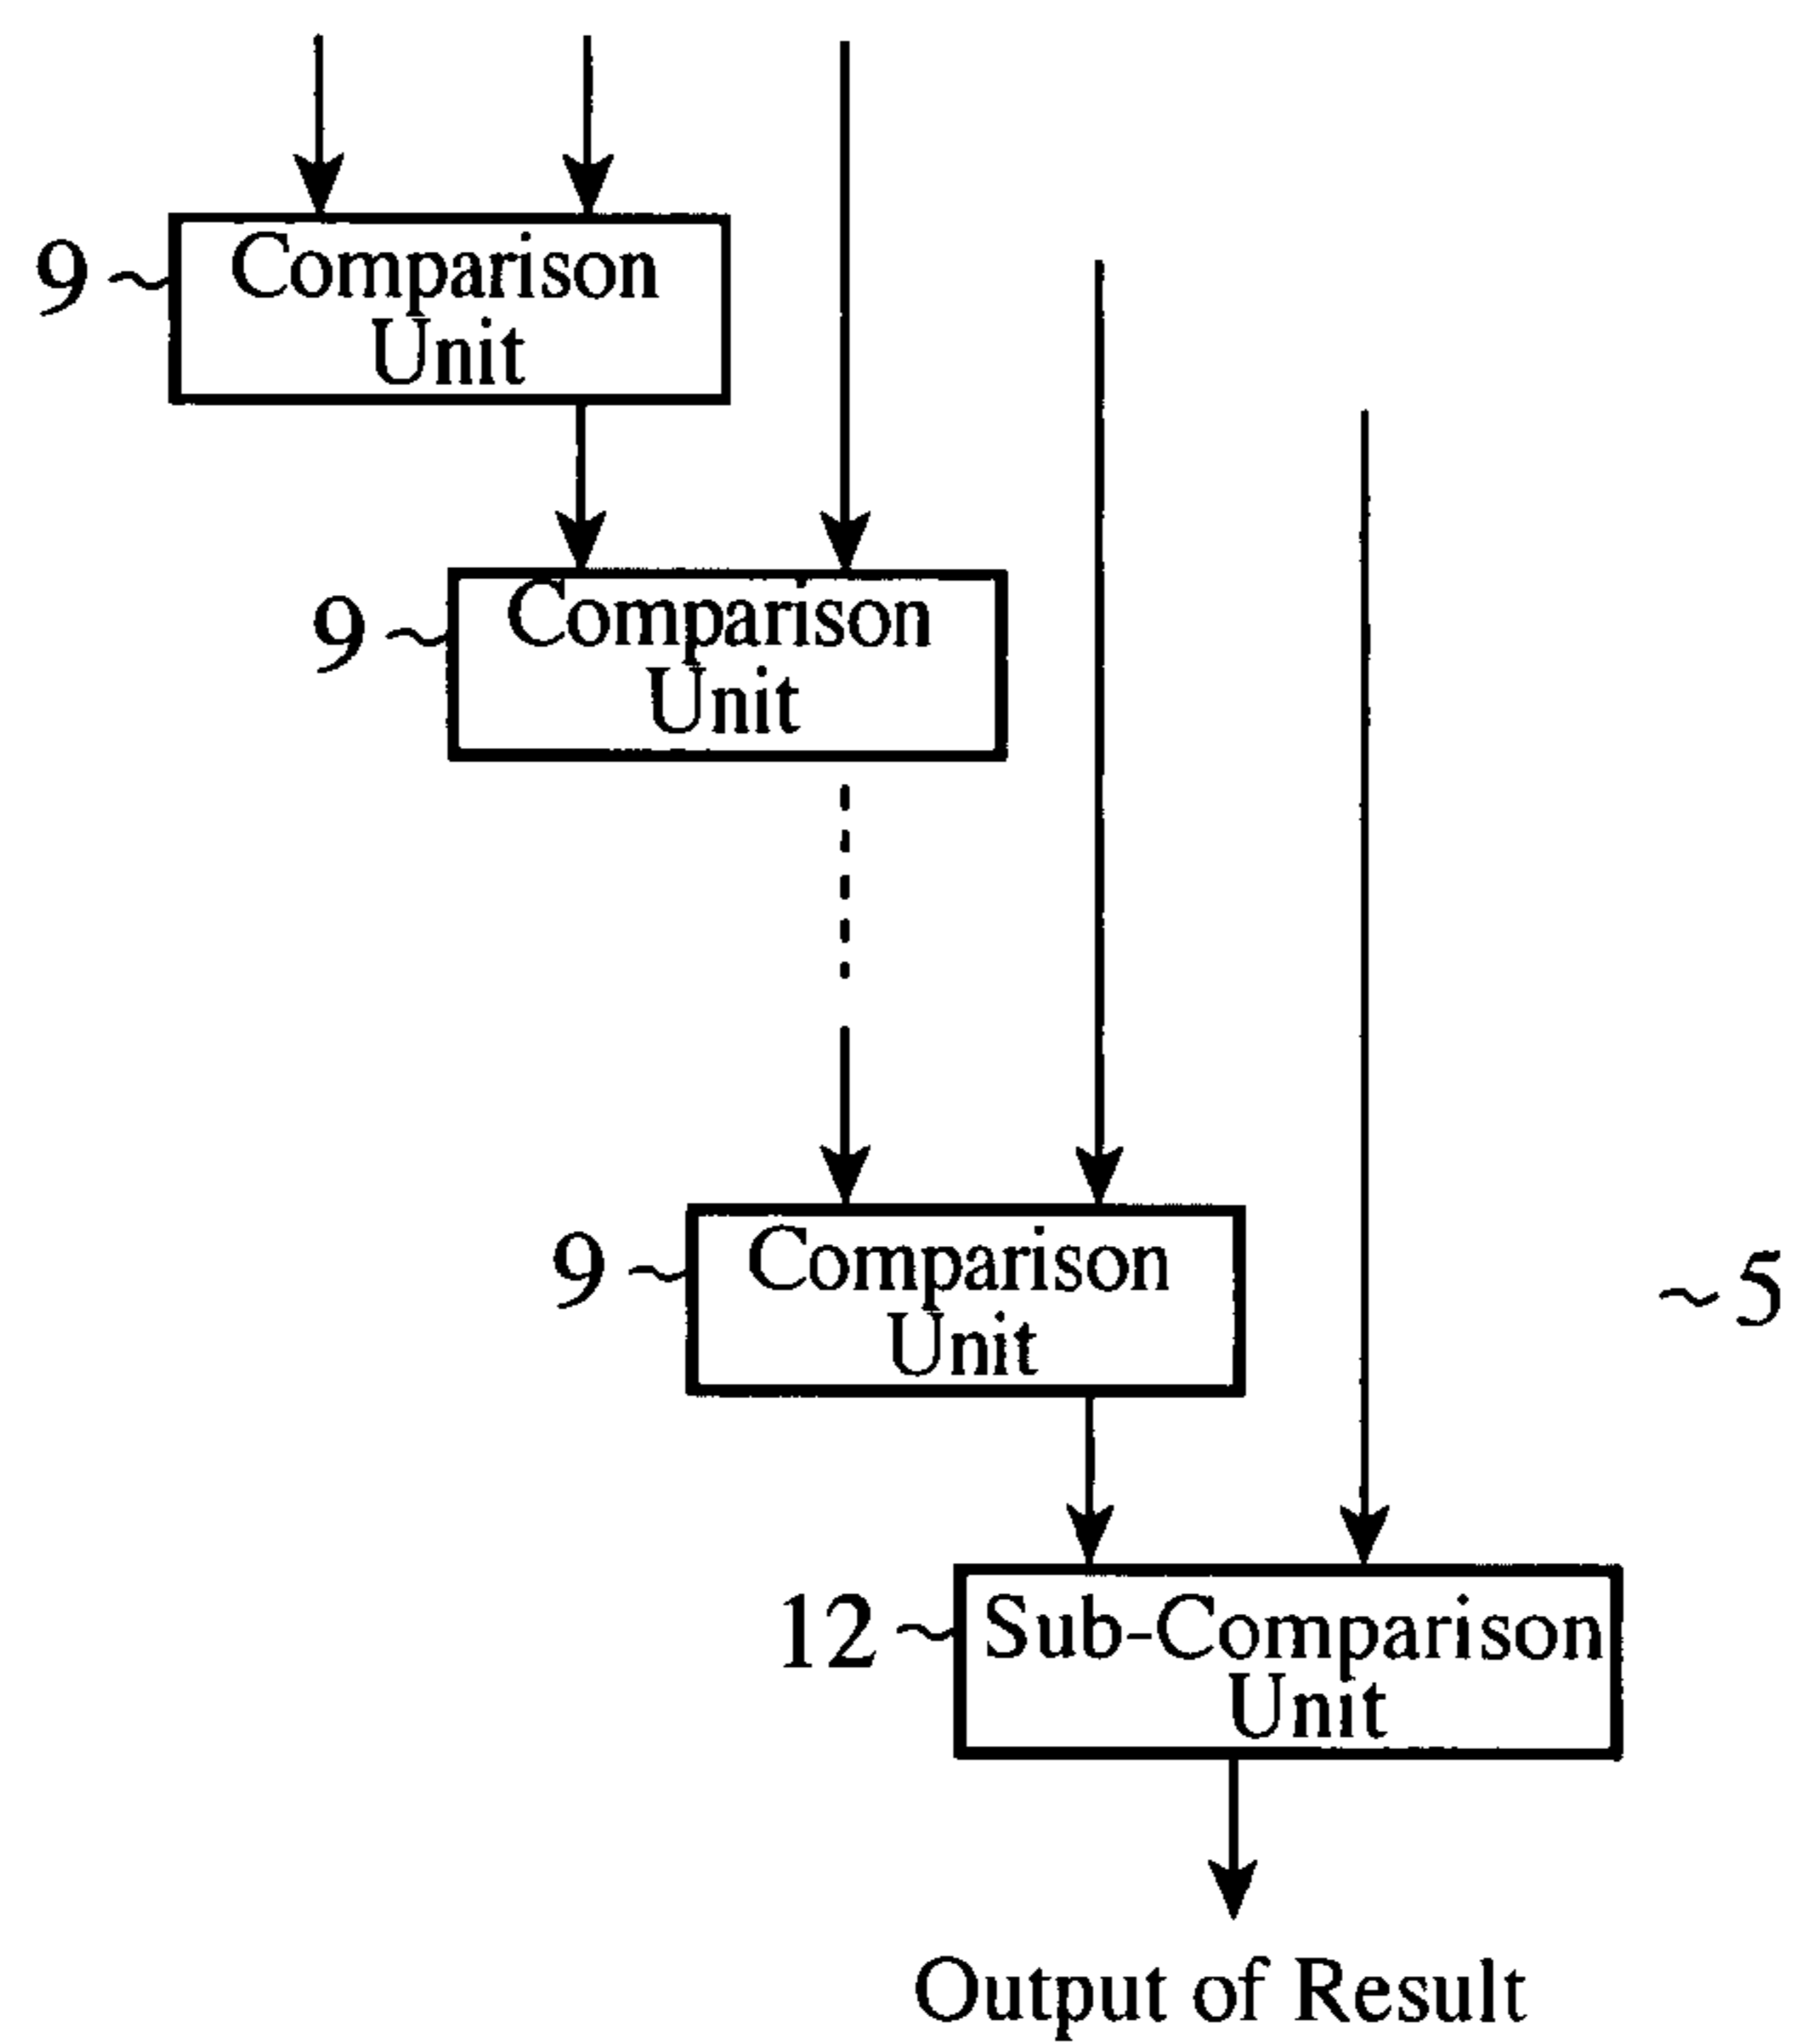 9 ~ Comparison
Unit
9 ~ Comparison
Unit
9 ~ Comparison
Unit
~ 5
12 ~ Sub-Comparison
Unit
Output of Result